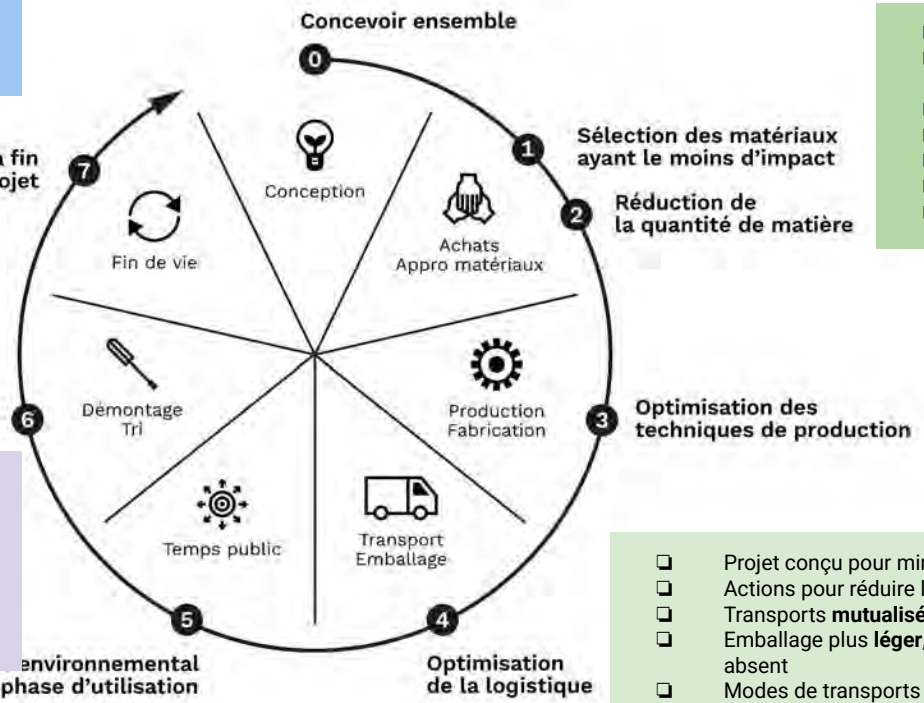 Concevoir ensemble
0
Conception
1
Sélection des matériaux
ayant le moins d'impact
2
Réduction de
la quantité de matière
Achats
Appro matériaux
3
Optimisation des
techniques de production
Production
Fabrication
Transport
Emballage
4
Optimisation
de la logistique
Temps public
5
environnemental
phase d'utilisation
6
Démontage
Tri
7
fin
ojet
Fin de vie
Projet conçu pour
Actions pour réduire
Transports mutualisé
Emballage plus léger,
absent
Modes de transports